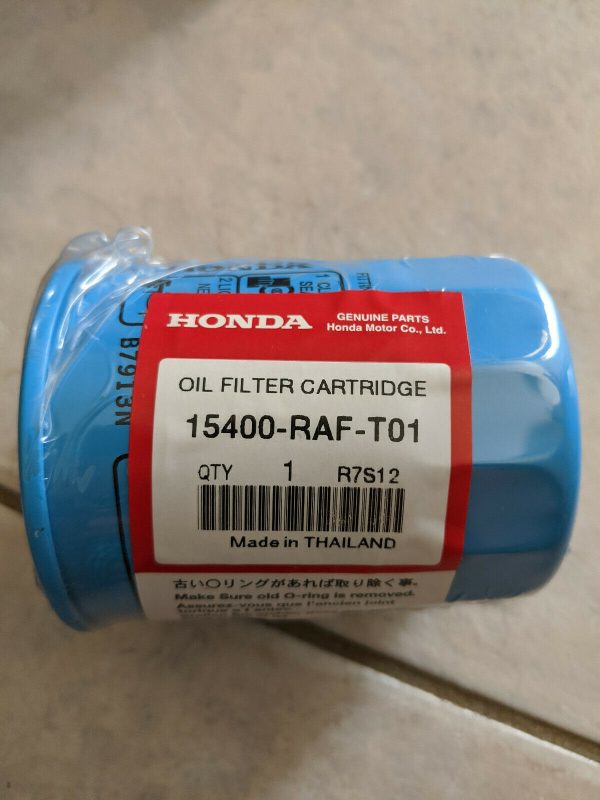 HONDA
GENUINE PARTS
Honda Motor Co., Ltd.
OIL FILTER CARTRIDGE
15400-RAF-T01
QTY 1 R7S12
Made in THAILAND
古い〇リングがあれば取り除く事。
Make Sure old O-ring is removed.
Assurez-vous que l'ancien joint
HONDA
B7913N